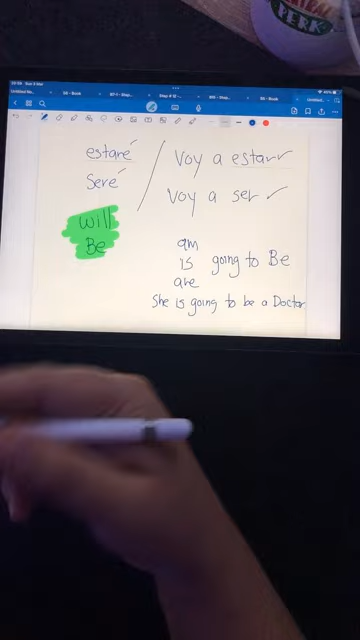 PERK
estaré / Voy a estar ✓
Seré Voy a ser ✓
Will
Be
am
is going to Be
are
She is going to be a Doctor